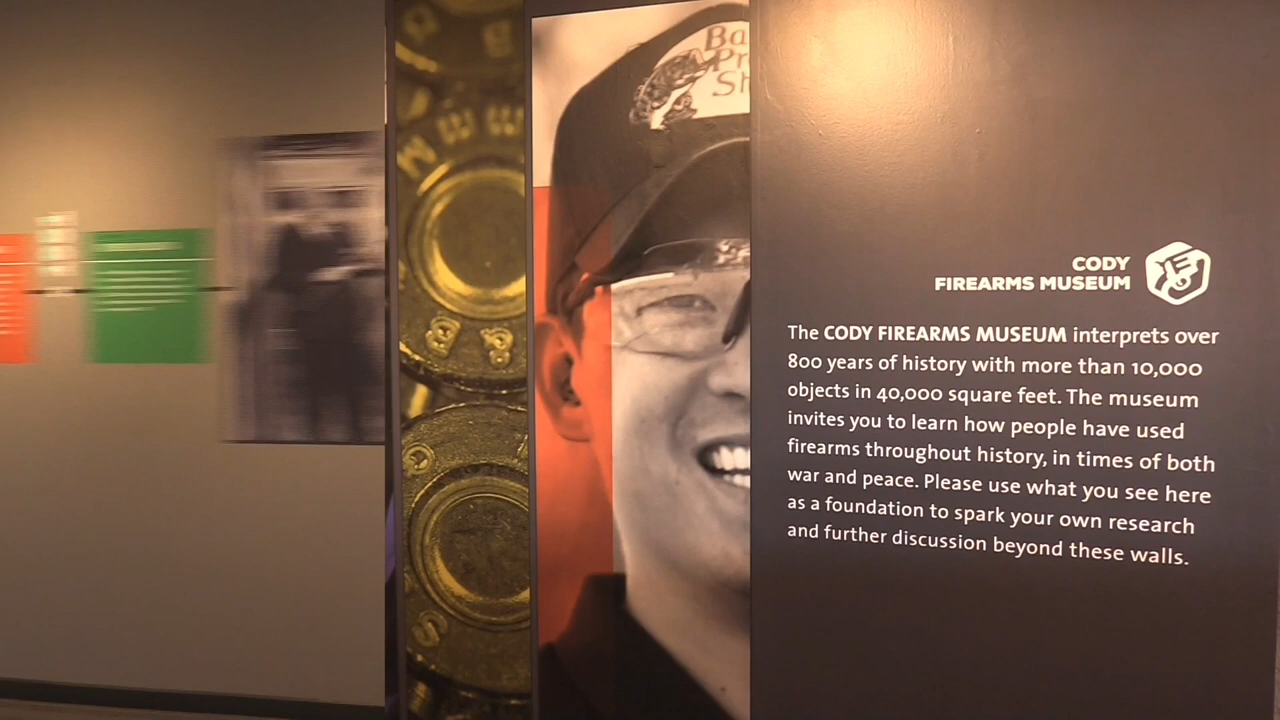 Ba
Pr
Sh
CODY
FIREARMS MUSEUM
The CODY FIREARMS MUSEUM interprets over
800 years of history with more than 10,000
objects in 40,000 square feet. The museum
invites you to learn how people have used
firearms throughout history, in times of both
war and peace. Please use what you see here
as a foundation to spark your own research
and further discussion beyond these walls.